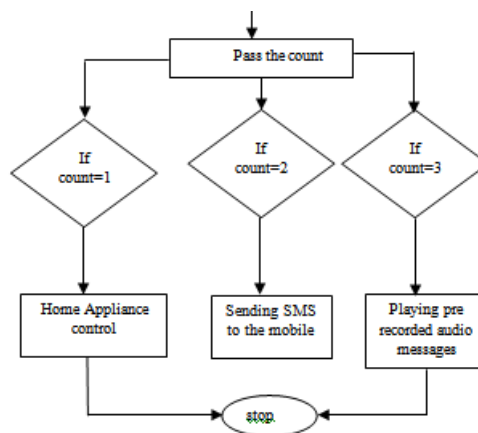 Pass the count
If
count=1
If
count=2
If
count=3
Home Appliance
control
Sending SMS
to the mobile
Playing pre
recorded audio
messages
stop